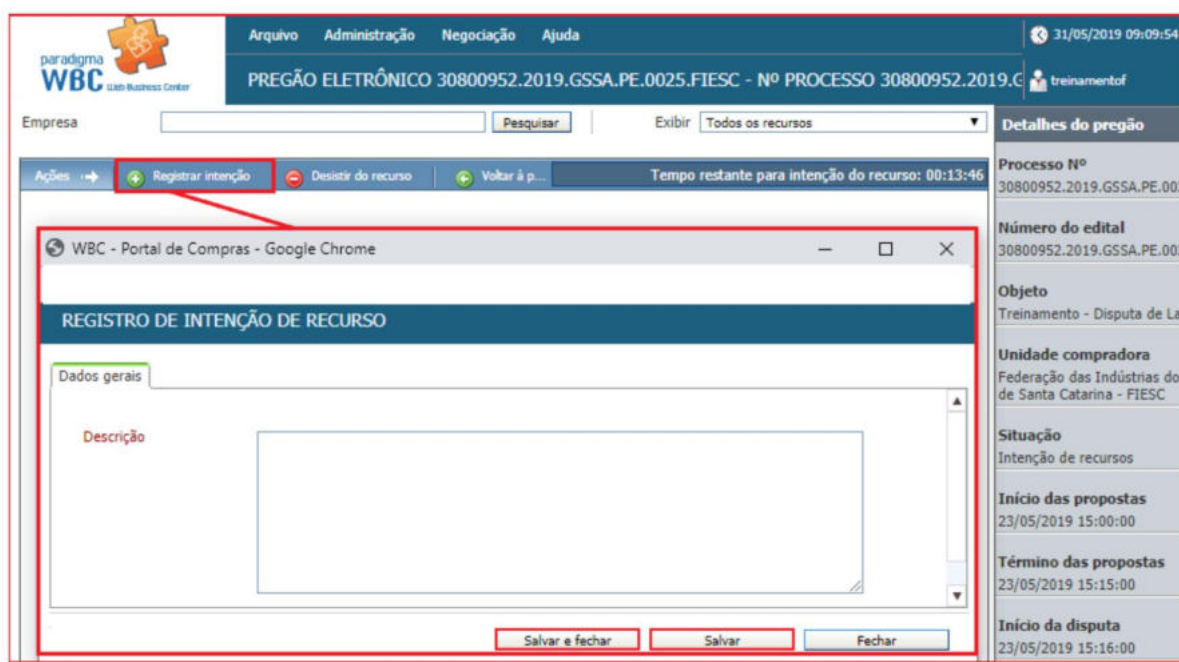 paradigma
WBC Web Business Center
Arquivo Administração Negociação Ajuda
31/05/2019 09:09:54
PREGÃO ELETRÔNICO 30800952.2019.GSSA.PE.0025.FIESC - Nº PROCESSO 30800952.2019.G
treinamentof
Empresa Pesquisar Exibir Todos os recursos
Detalhes do pregão
Ações Registrar intenção Desistir do recurso Voltar à p... Tempo restante para intenção do recurso: 00:13:46
Processo Nº
30800952.2019.GSSA.PE.00
Número do edital
30800952.2019.GSSA.PE.00
Objeto
Treinamento - Disputa de La
Unidade compradora
Federação das Indústrias do
de Santa Catarina - FIESC
Situação
Intenção de recursos
Início das propostas
23/05/2019 15:00:00
Término das propostas
23/05/2019 15:15:00
Início da disputa
23/05/2019 15:16:00
WBC - Portal de Compras - Google Chrome
REGISTRO DE INTENÇÃO DE RECURSO
Dados gerais
Descrição
Salvar e fechar Salvar Fechar